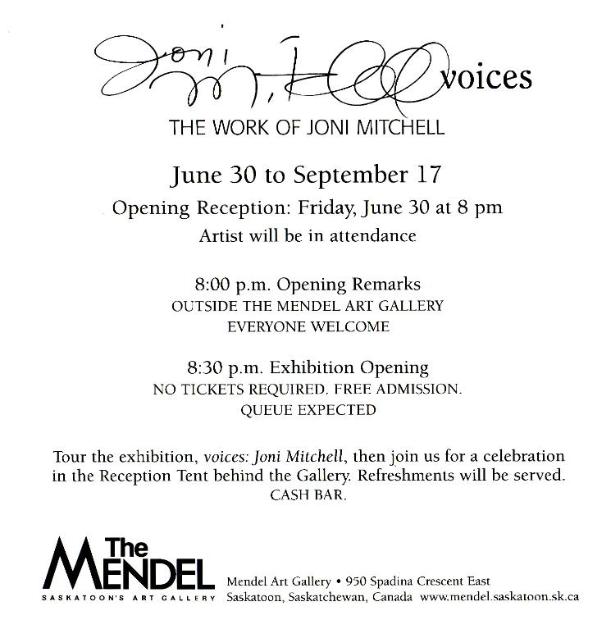 Joni Mitchell voices
THE WORK OF JONI MITCHELL
June 30 to September 17
Opening Reception: Friday, June 30 at 8 pm
Artist will be in attendance
8:00 p.m. Opening Remarks
OUTSIDE THE MENDEL ART GALLERY
EVERYONE WELCOME
8:30 p.m. Exhibition Opening
NO TICKETS REQUIRED. FREE ADMISSION.
QUEUE EXPECTED
Tour the exhibition, voices: Joni Mitchell, then join us for a celebration
in the Reception Tent behind the Gallery. Refreshments will be served.
CASH BAR.
The
MENDEL
SASKATOON'S ART GALLERY
Mendel Art Gallery • 950 Spadina Crescent East
Saskatoon, Saskatchewan, Canada www.mendel.saskatoon.sk.ca